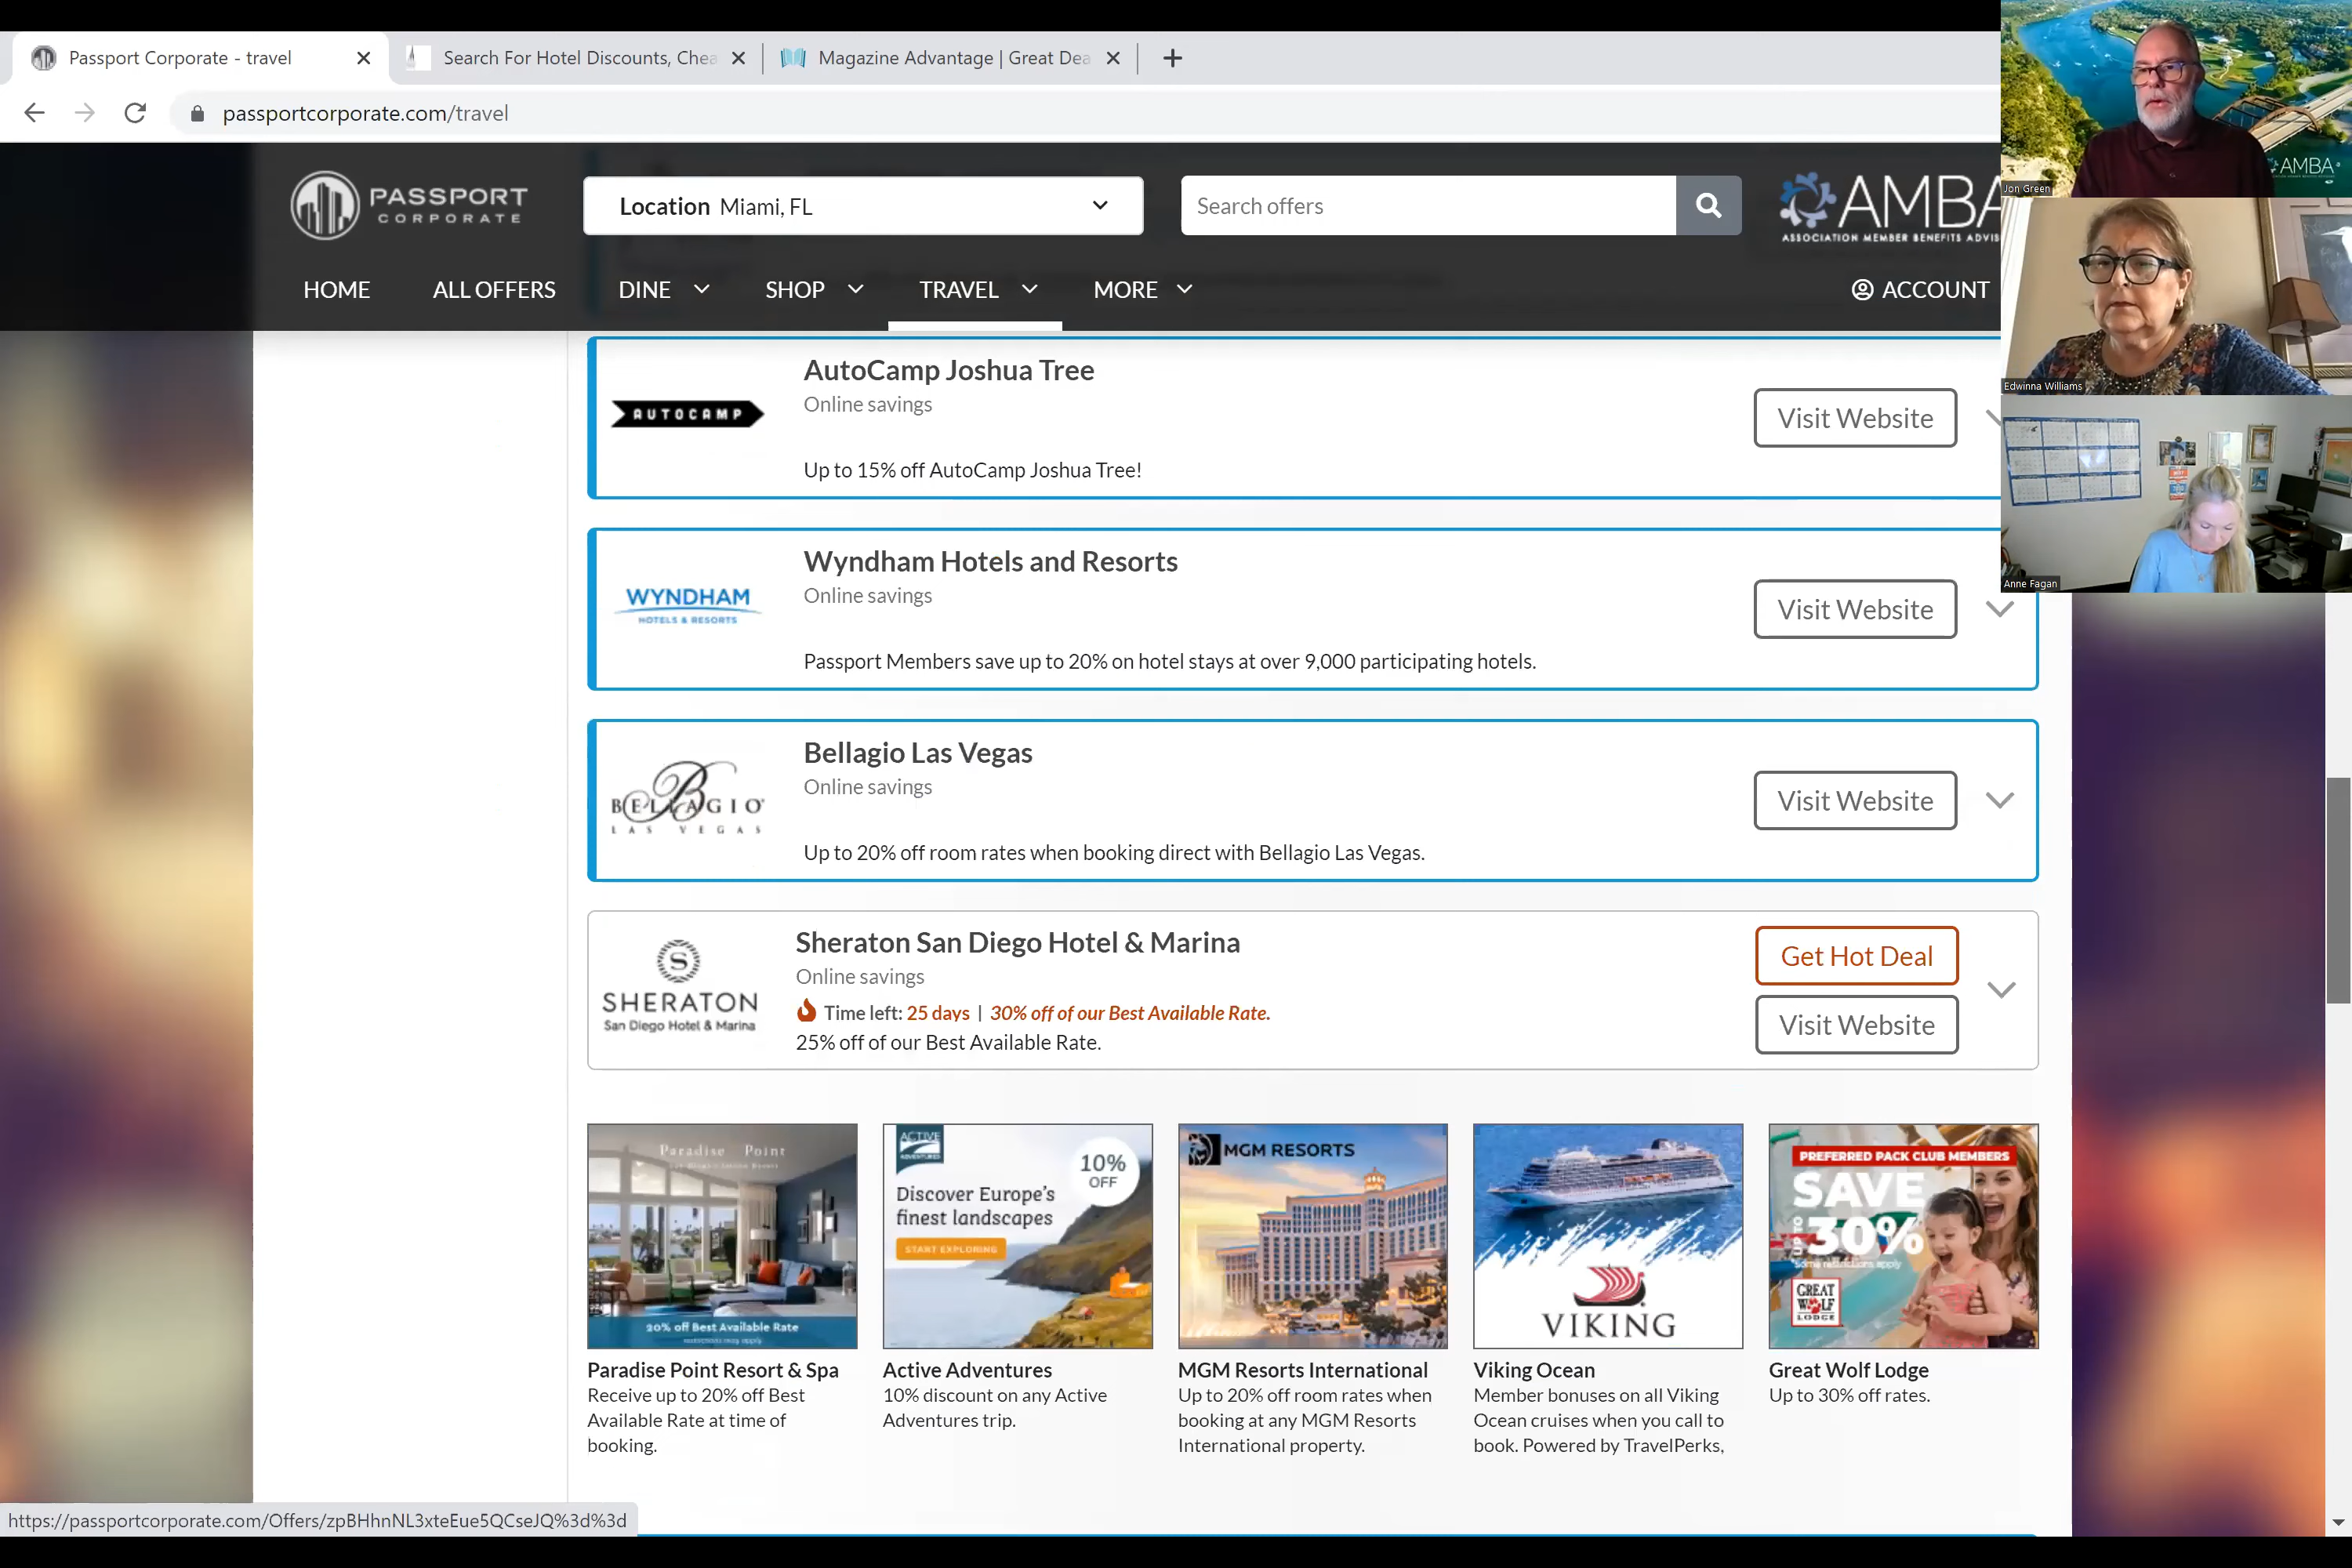 Passport Corporate - travel
Search For Hotel Discounts, Chea
Magazine Advantage | Great Dea
passportcorporate.com/travel
PASSPORT
CORPORATE
Location Miami, FL
Search offers
AMBA
ASSOCIATION MEMBER BENEFITS ADVIS
HOME
ALL OFFERS
DINE
SHOP
TRAVEL
MORE
ACCOUNT
AMBA
Jon Green
Edwinna Williams
Anne Fagan
AUTOCAMP
AutoCamp Joshua Tree
Online savings
Up to 15% off AutoCamp Joshua Tree!
Visit Website
WYNDHAM
HOTELS & RESORTS
Wyndham Hotels and Resorts
Online savings
Passport Members save up to 20% on hotel stays at over 9,000 participating hotels.
Visit Website
BELLAGIO
LAS VEGAS
Bellagio Las Vegas
Online savings
Up to 20% off room rates when booking direct with Bellagio Las Vegas.
Visit Website
S
SHERATON
San Diego Hotel & Marina
Sheraton San Diego Hotel & Marina
Online savings
Time left: 25 days | 30% off of our Best Available Rate.
25% off of our Best Available Rate.
Get Hot Deal
Visit Website
Paradise Point
20% off Best Available Rate
Paradise Point Resort & Spa
Receive up to 20% off Best
Available Rate at time of
booking.
ACTIVE
ADVENTURES
10%
OFF
Discover Europe's
finest landscapes
START EXPLORING
Active Adventures
10% discount on any Active
Adventures trip.
MGM RESORTS
MGM Resorts International
Up to 20% off room rates when
booking at any MGM Resorts
International property.
VIKING
Viking Ocean
Member bonuses on all Viking
Ocean cruises when you call to
book. Powered by TravelPerks,
PREFERRED PACK CLUB MEMBERS
SAVE
UP TO
30%
*Some restrictions apply
GREAT
WOLF
LODGE
Great Wolf Lodge
Up to 30% off rates.
https://passportcorporate.com/Offers/zpBHhnNL3xteEue5QCseJQ%3d%3d